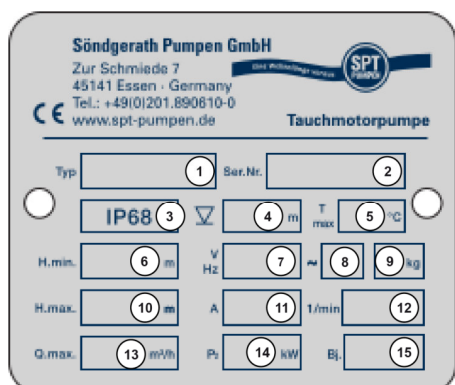 Söndgerath Pumpen GmbH
Zur Schmiede 7
45141 Essen · Germany
Tel.: +49(0)201.890610-0
CE www.spt-pumpen.de
SPT
PUMPEN
Tauchmotorpumpe
Typ 1 Ser.Nr. 2
IP68 3 4 m T max 5 °C
H.min. 6 m V Hz 7 ~ 8 9 kg
H.max. 10 m A 11 1/min 12
Q.max. 13 m³/h P₂ 14 kW Bj. 15